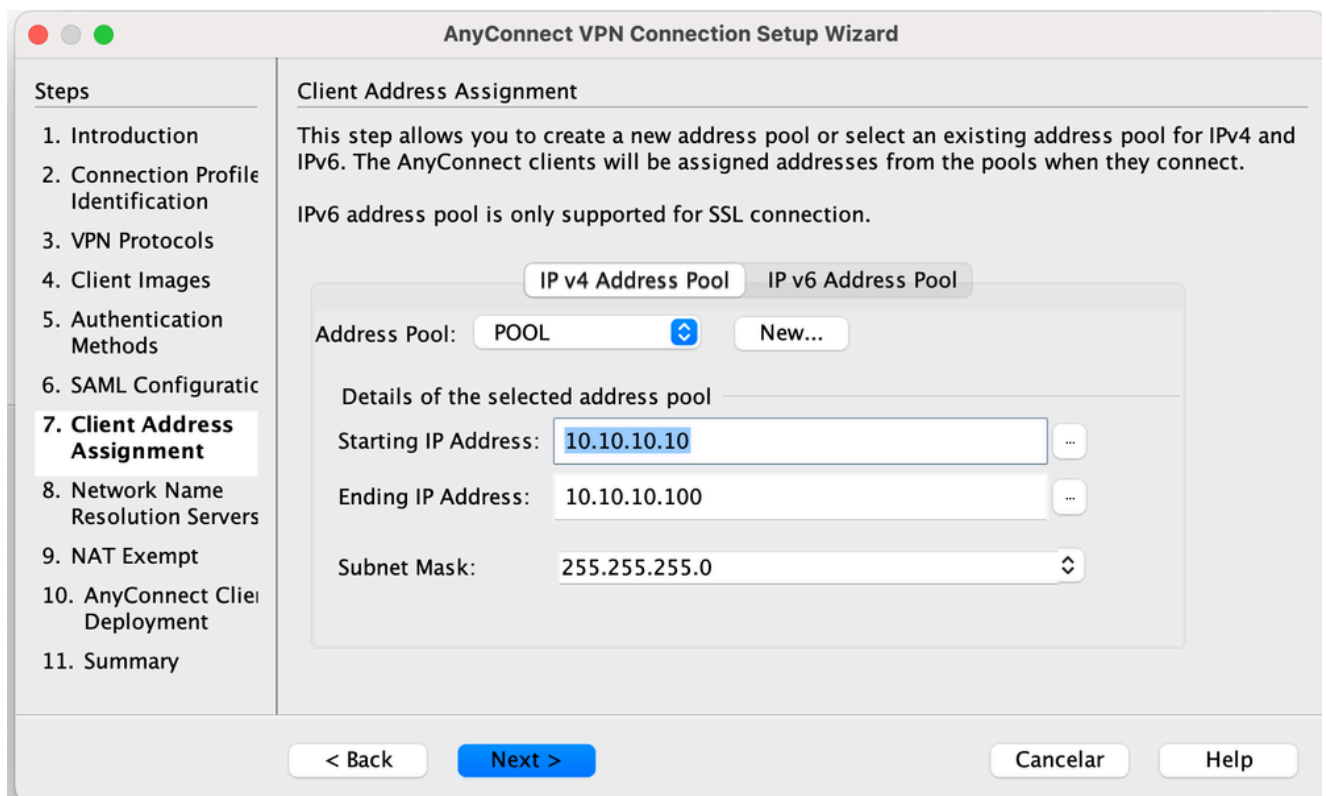 AnyConnect VPN Connection Setup Wizard
Steps
1. Introduction
2. Connection Profile
Identification
3. VPN Protocols
4. Client Images
5. Authentication
Methods
6. SAML Configuratic
7. Client Address
Assignment
8. Network Name
Resolution Servers
9. NAT Exempt
10. AnyConnect Clie
Deployment
11. Summary
Client Address Assignment
This step allows you to create a new address pool or select an existing address pool for IPv4 and
IPv6. The AnyConnect clients will be assigned addresses from the pools when they connect.
IPv6 address pool is only supported for SSL connection.
IP v4 Address Pool IP v6 Address Pool
Address Pool: POOL New...
Details of the selected address pool
Starting IP Address: 10.10.10.10 ...
Ending IP Address: 10.10.10.100 ...
Subnet Mask: 255.255.255.0
< Back Next > Cancelar Help